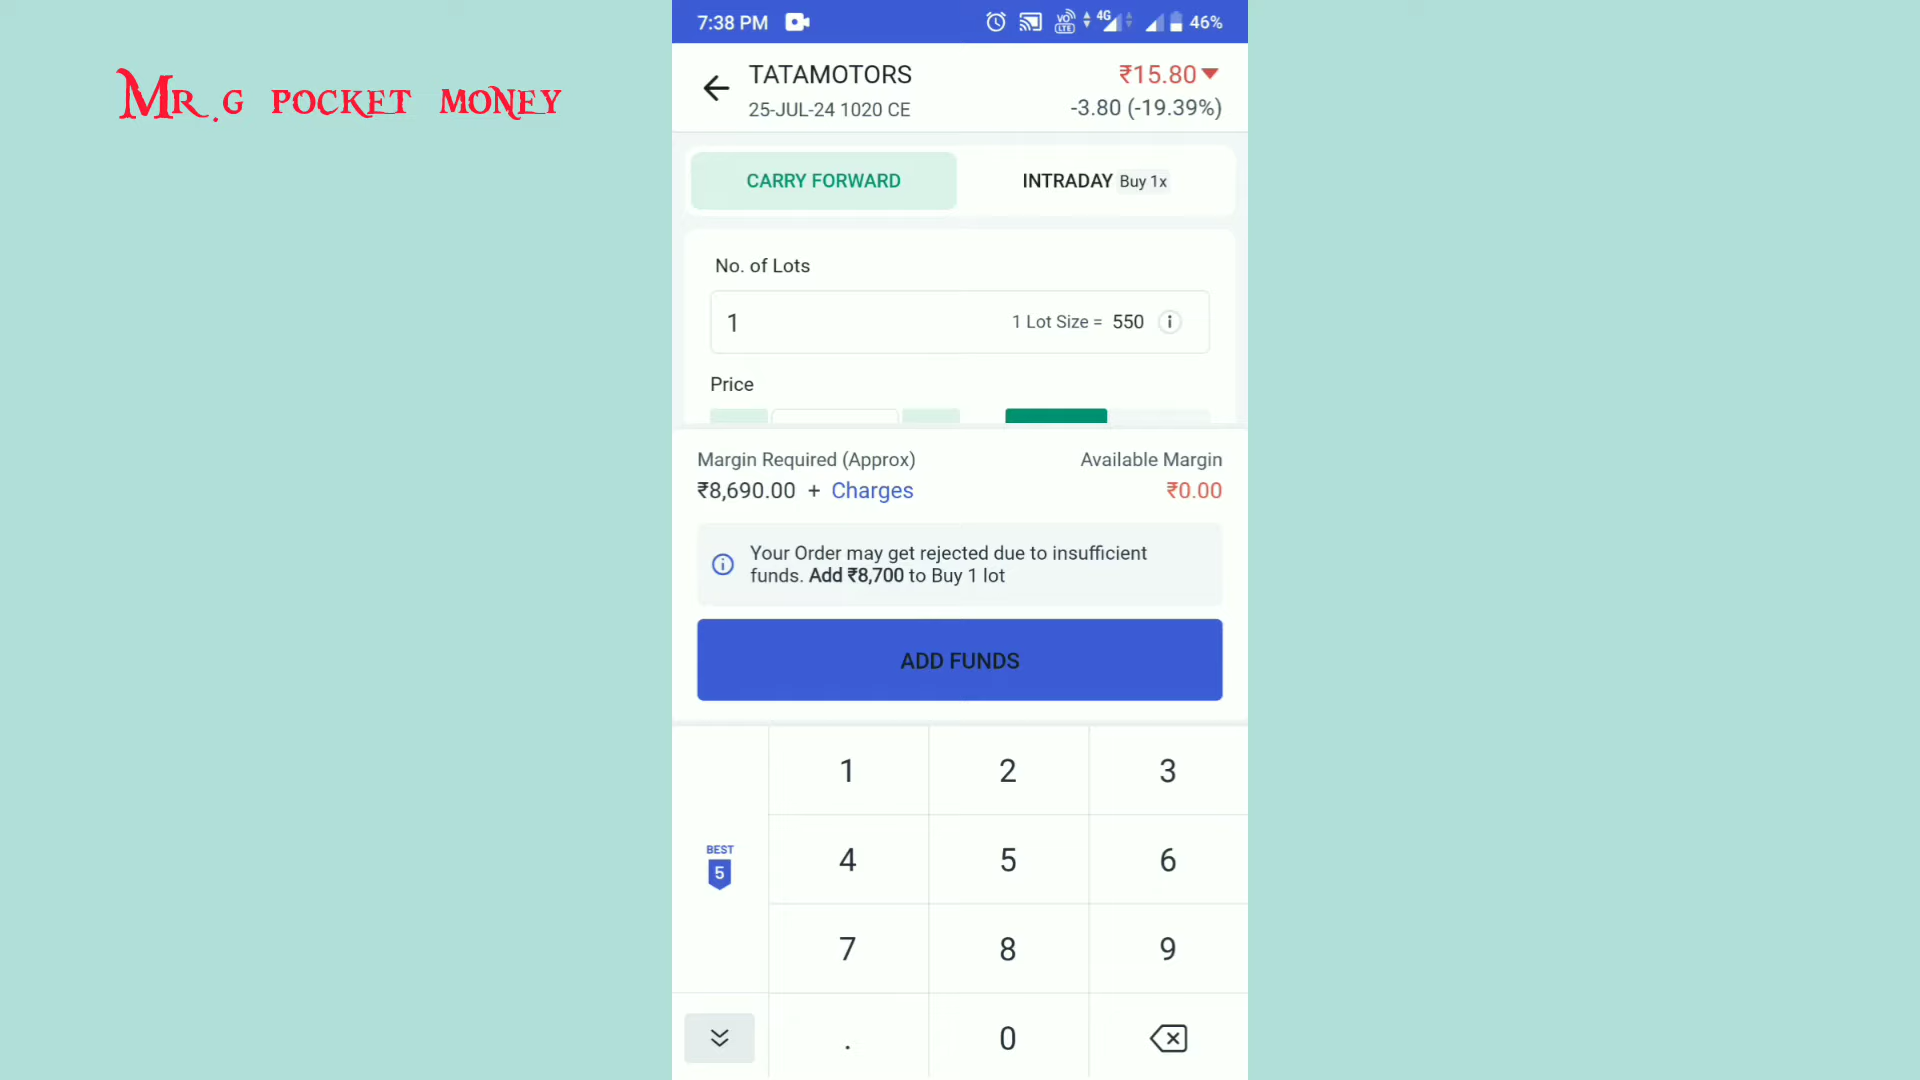 7:38 PM
VO LTE 4G 46%
Mr.g pocket money
TATAMOTORS ₹15.80
25-JUL-24 1020 CE -3.80 (-19.39%)
CARRY FORWARD INTRADAY Buy 1x
No. of Lots
1 1 Lot Size = 550
Price
Margin Required (Approx) Available Margin
₹8,690.00 + Charges ₹0.00
Your Order may get rejected due to insufficient
funds. Add ₹8,700 to Buy 1 lot
ADD FUNDS
1 2 3
BEST
5
4 5 6
7 8 9
. 0